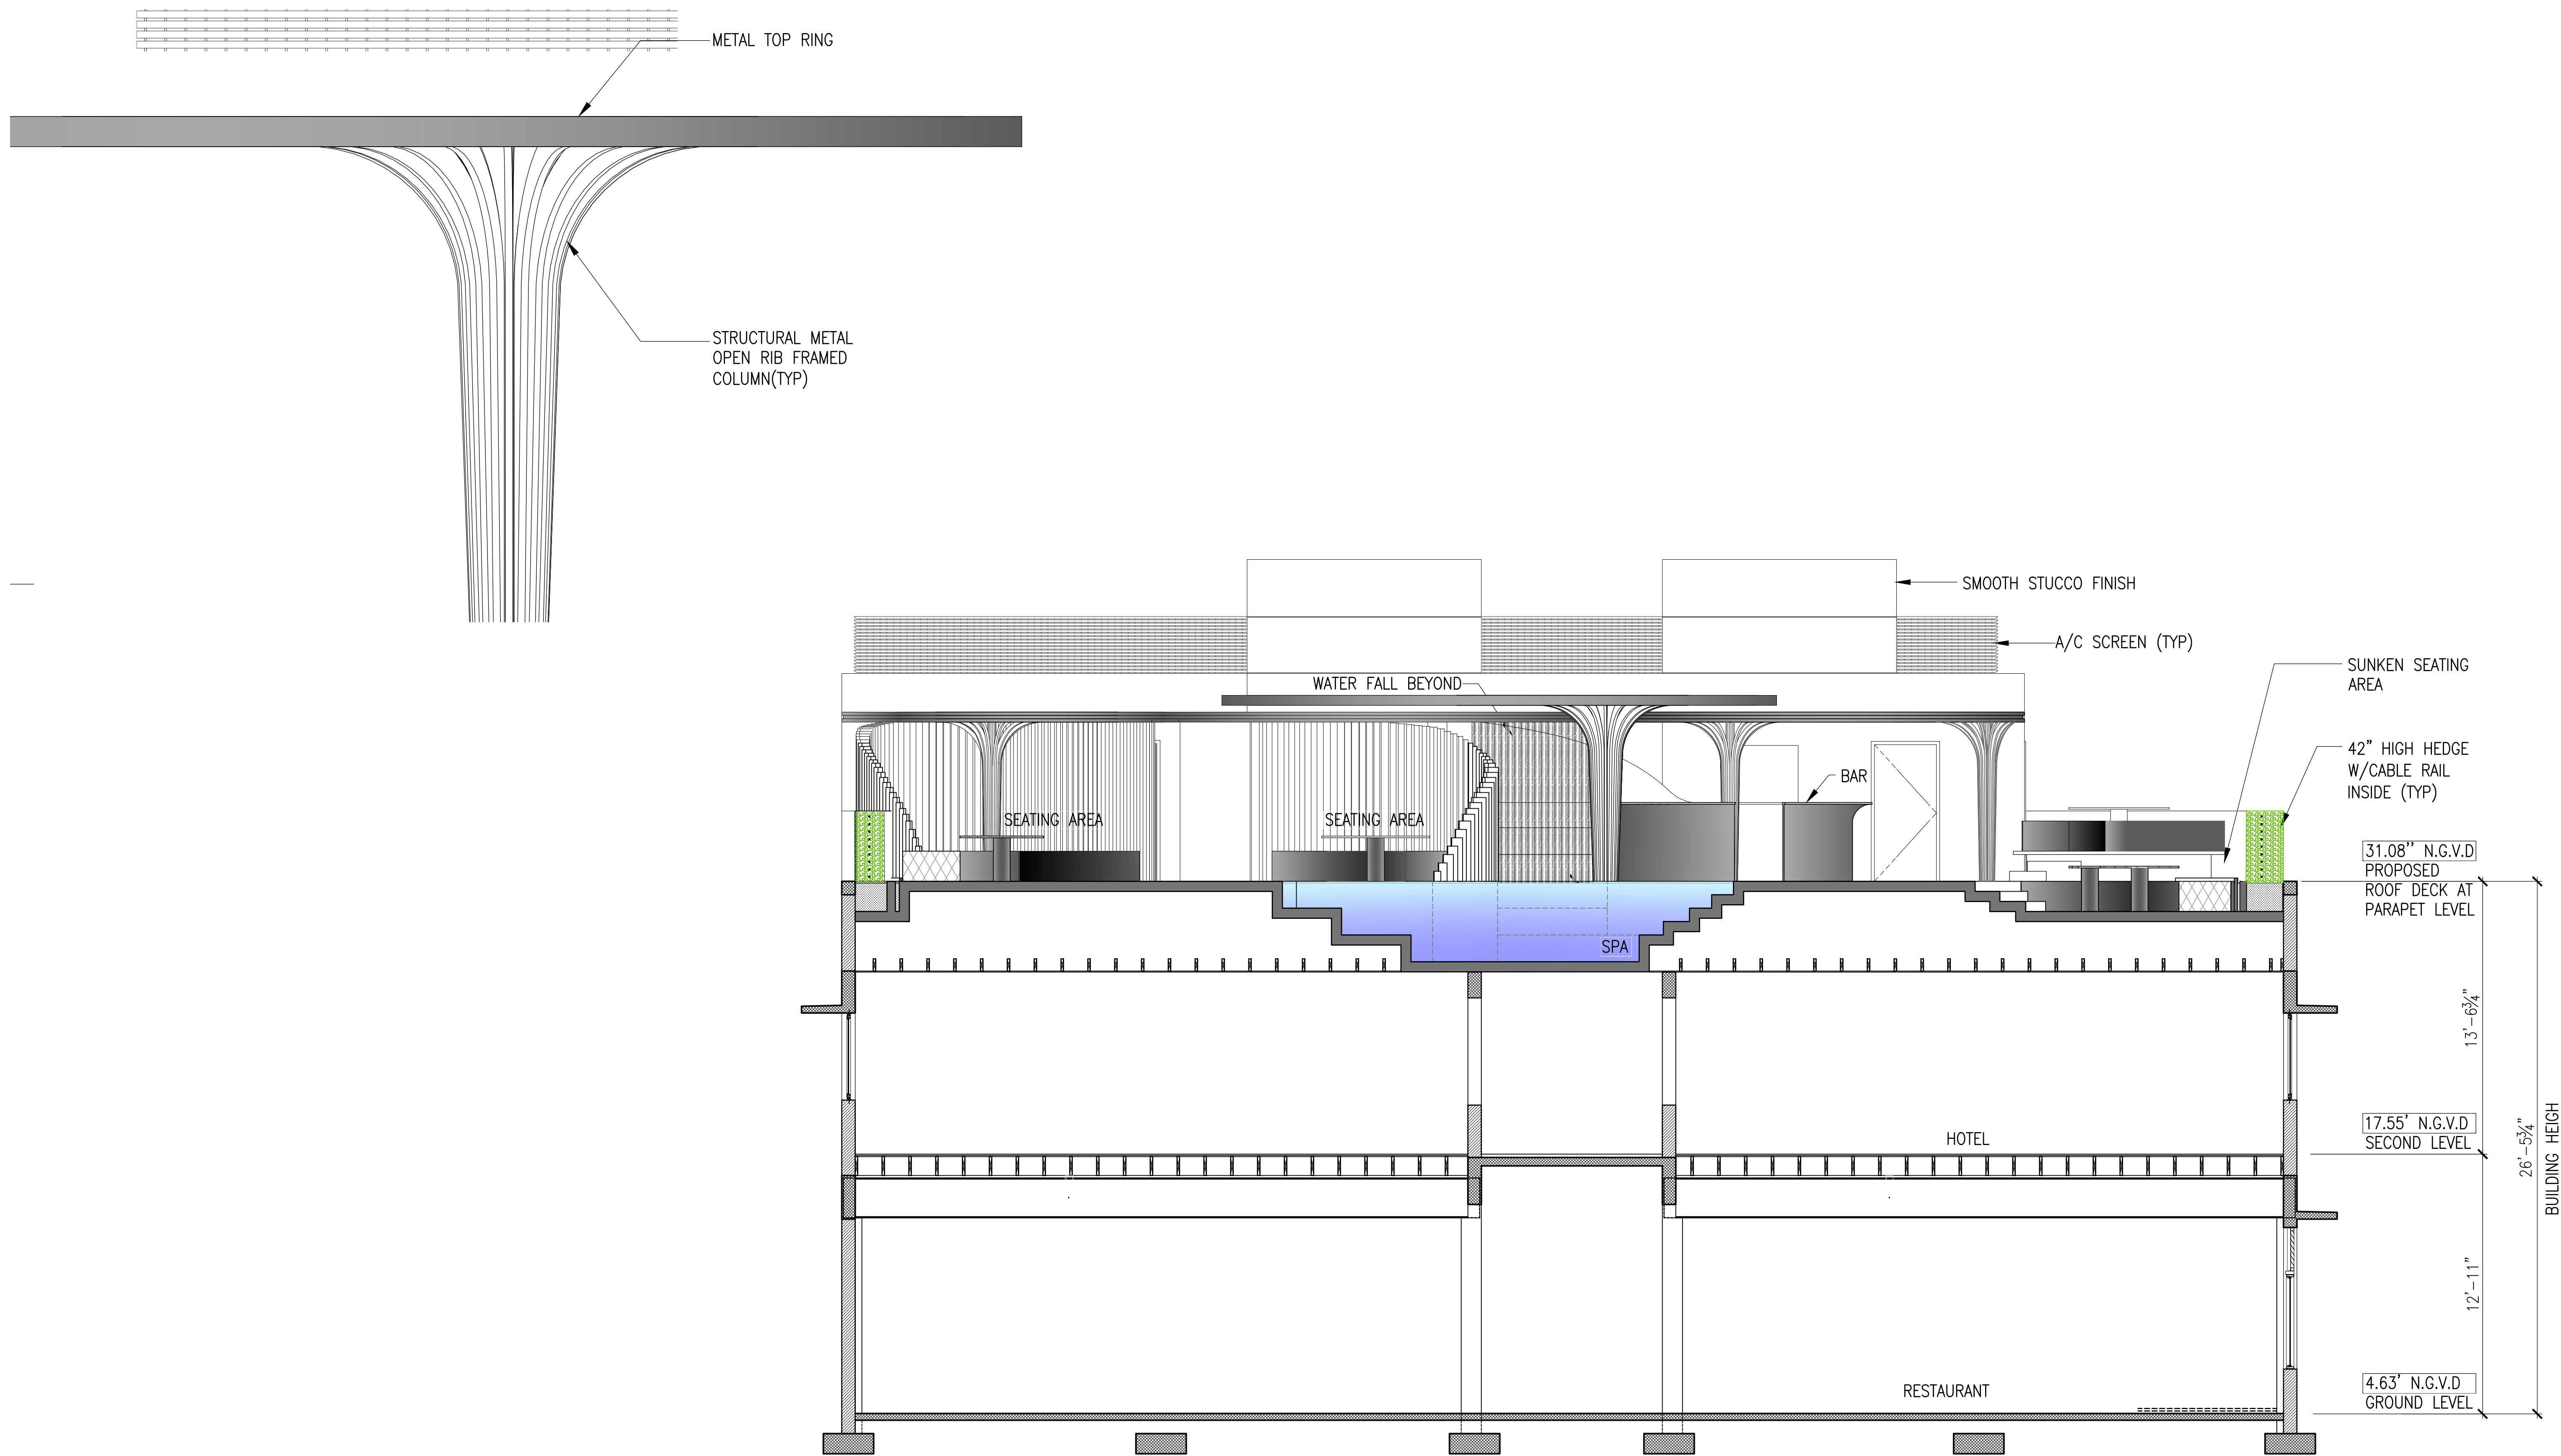 METAL TOP RING
STRUCTURAL METAL
OPEN RIB FRAMED
COLUMN(TYP)
SMOOTH STUCCO FINISH
A/C SCREEN (TYP)
SUNKEN SEATING
AREA
WATER FALL BEYOND
42" HIGH HEDGE
W/CABLE RAIL
INSIDE (TYP)
BAR
SEATING AREA
SEATING AREA
31.08'' N.G.V.D
PROPOSED
ROOF DECK AT
PARAPET LEVEL
SPA
13'-6¾"
17.55' N.G.V.D
SECOND LEVEL
HOTEL
26'-5¾"
BUILDING HEIGH
12'-11"
RESTAURANT
4.63' N.G.V.D
GROUND LEVEL